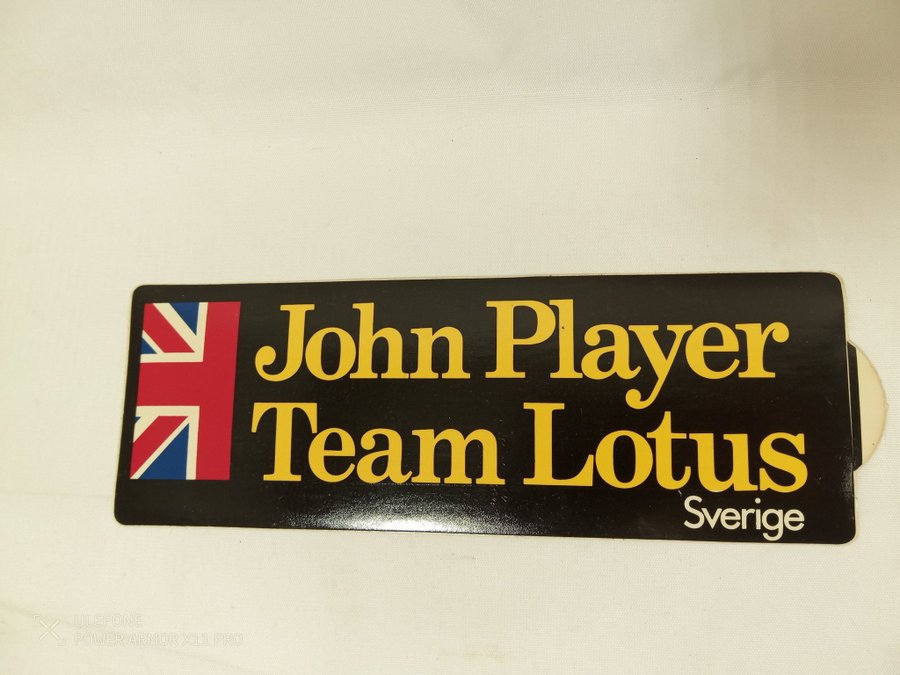 John Player
Team Lotus
Sverige
ULEFONE
POWER ARMOR X11 PRO